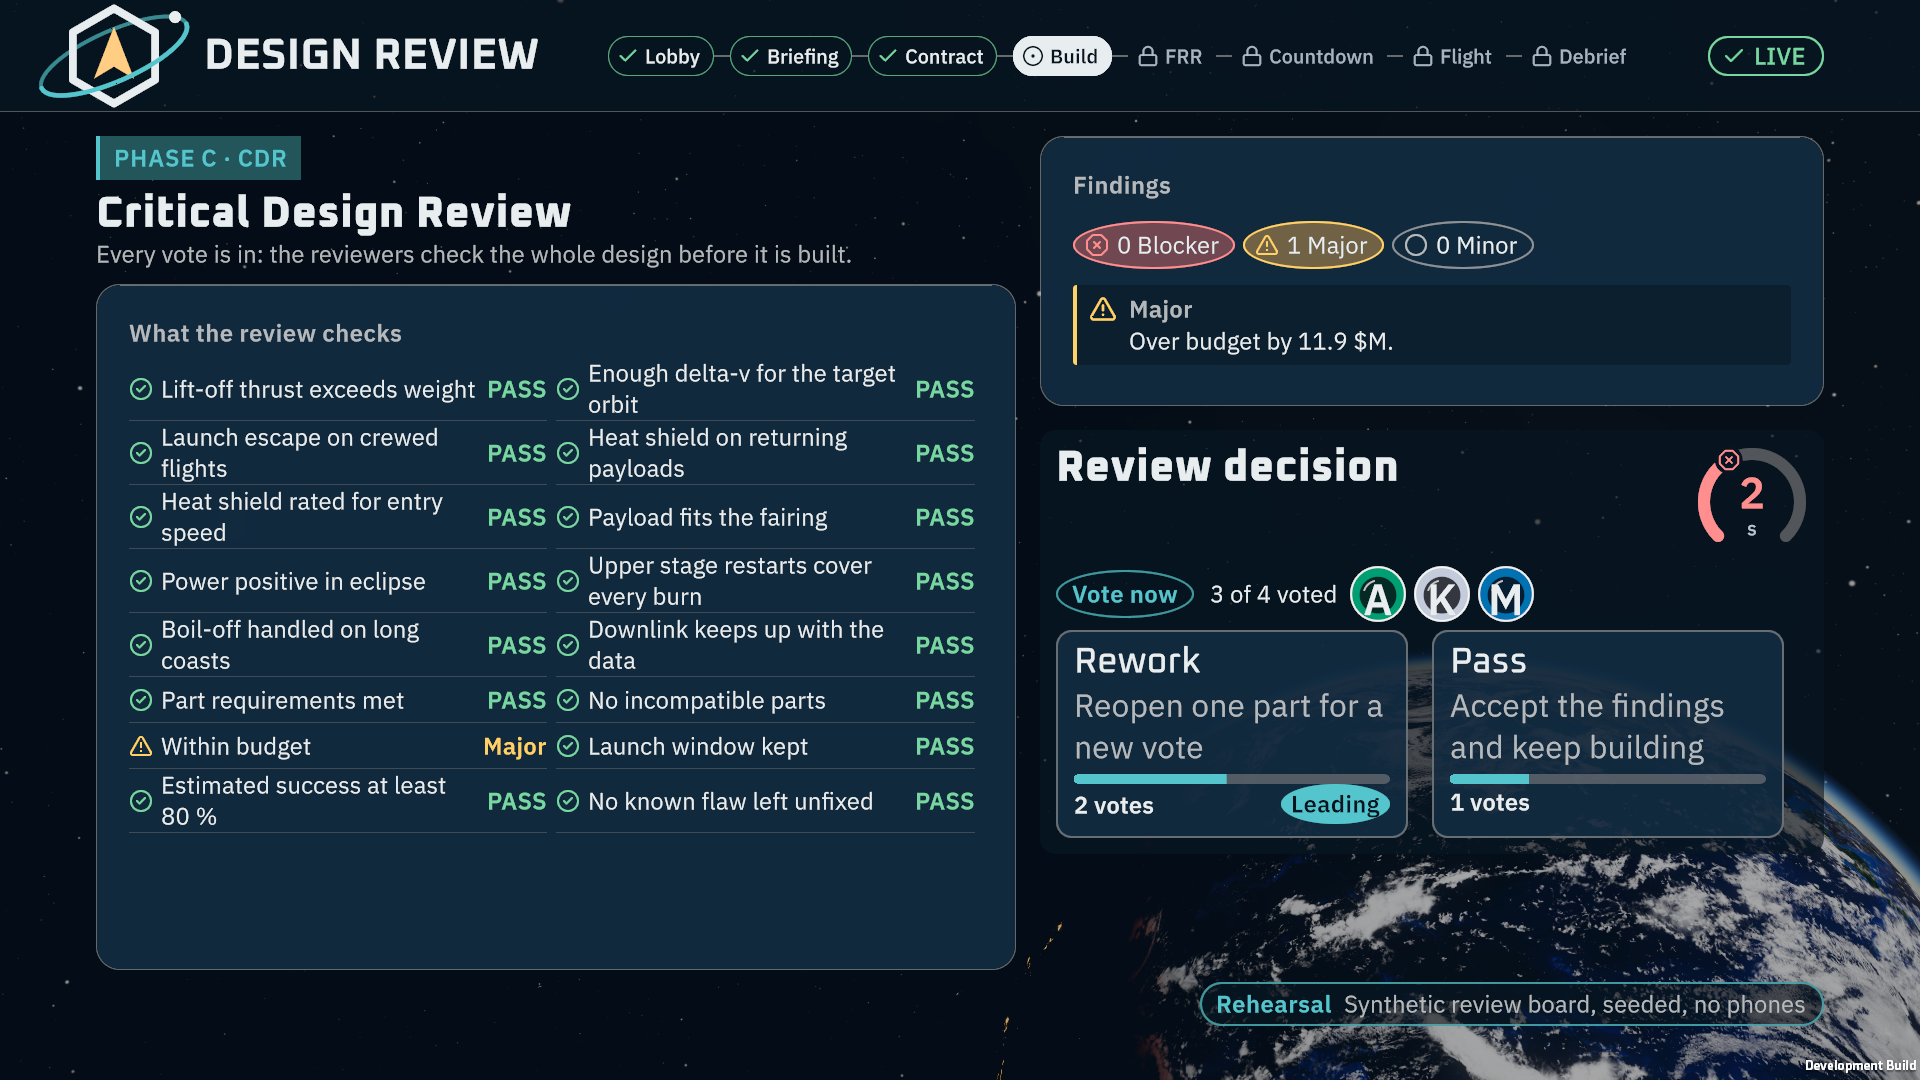 DESIGN REVIEW
Lobby
Briefing
Contract
Build
FRR
Countdown
Flight
Debrief
LIVE
PHASE C · CDR
Critical Design Review
Every vote is in: the reviewers check the whole design before it is built.
What the review checks
Lift-off thrust exceeds weight PASS
Enough delta-v for the target
orbit
PASS
Launch escape on crewed
flights
PASS
Heat shield on returning
payloads
PASS
Heat shield rated for entry
speed
PASS
Payload fits the fairing PASS
Power positive in eclipse PASS
Upper stage restarts cover
every burn
PASS
Boil-off handled on long
coasts
PASS
Downlink keeps up with the
data
PASS
Part requirements met PASS
No incompatible parts PASS
Within budget Major
Launch window kept PASS
Estimated success at least
80 %
PASS
No known flaw left unfixed PASS
Findings
0 Blocker
1 Major
0 Minor
Major
Over budget by 11.9 $M.
Review decision
2
s
Vote now
3 of 4 voted
A
K
M
Rework
Reopen one part for a
new vote
2 votes
Leading
Pass
Accept the findings
and keep building
1 votes
Rehearsal Synthetic review board, seeded, no phones
Development Build